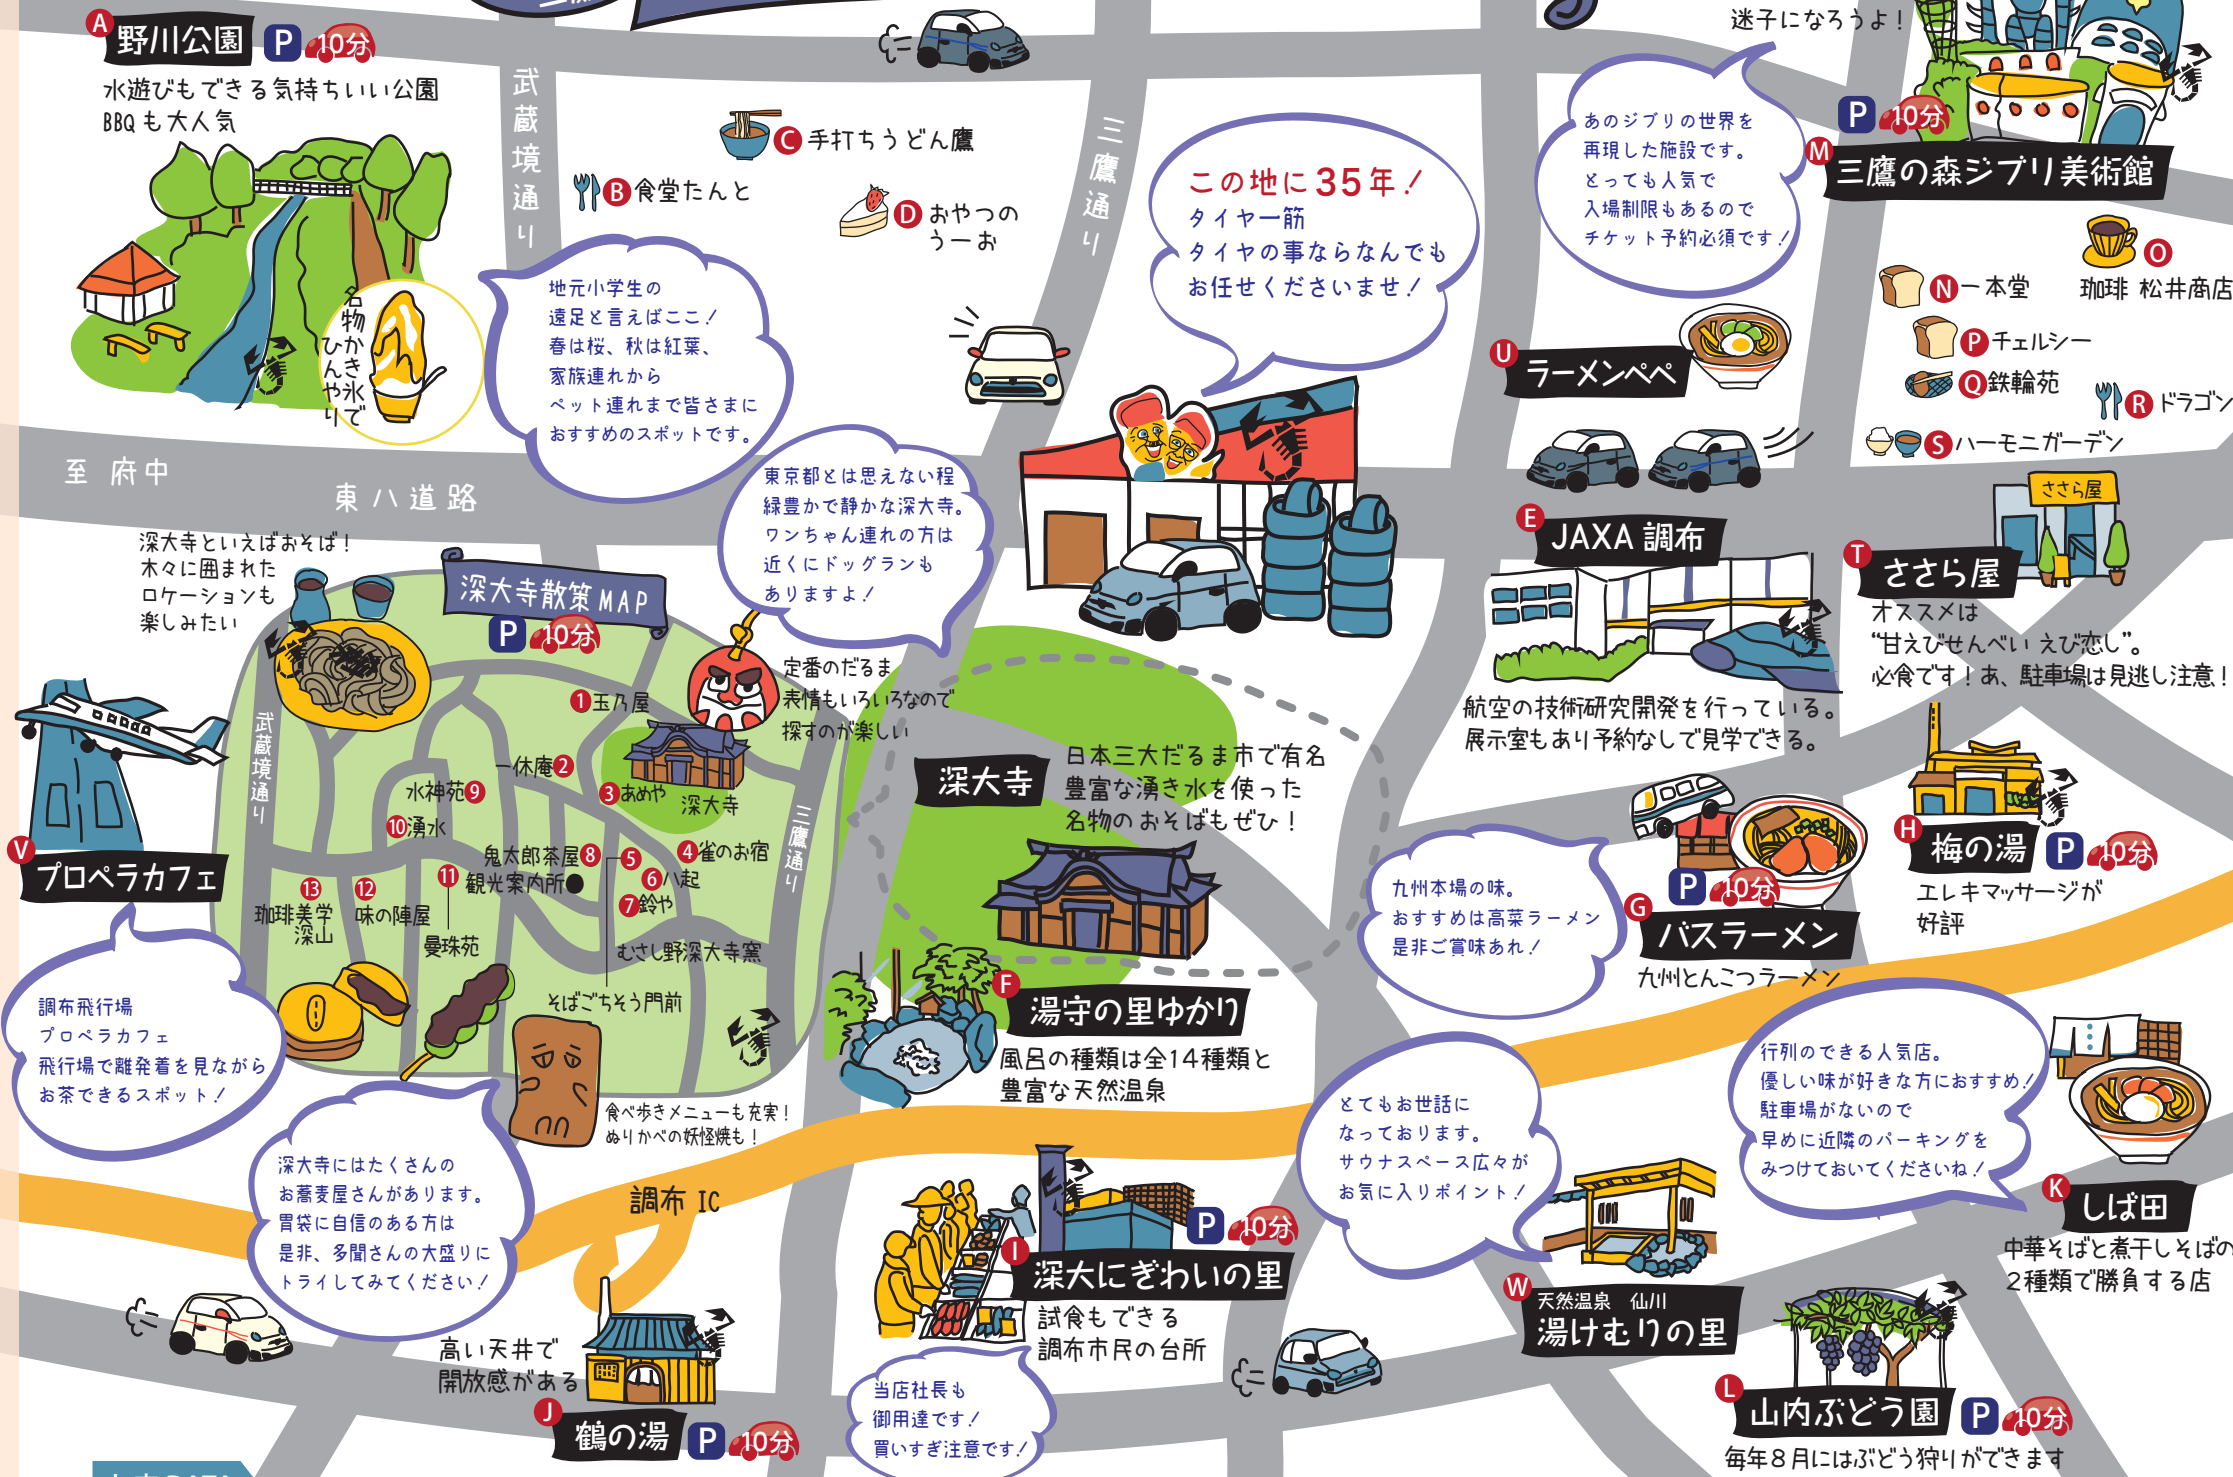 A 野川公園 P 10分
水遊びもできる気持ちいい公園
BBQも大人気
名物かき氷で
ひんやり
武蔵境通り
C 手打ちうどん鷹
B 食堂たんと
D おやつの
うーお
三鷹通り
地元小学生の
遠足と言えばここ！
春は桜、秋は紅葉、
家族連れから
ペット連れまで皆さまに
おすすめのスポットです。
この地に35年！
タイヤ一筋
タイヤの事ならなんでも
お任せくださいませ！
迷子になろうよ！
あのジブリの世界を
再現した施設です。
とっても人気で
入場制限もあるので
チケット予約必須です！
P 10分
M 三鷹の森ジブリ美術館
O
珈琲 松井商店
N 一本堂
P チェルシー
Q 鉄輪苑
R ドラゴン
S ハーモニガーデン
U ラーメンペペ
至 府中
東八道路
東京都とは思えない程
緑豊かで静かな深大寺。
ワンちゃん連れの方は
近くにドッグランも
ありますよ！
深大寺といえばおそば！
木々に囲まれた
ロケーションも
楽しみたい
深大寺散策MAP
P 10分
定番のだるま
表情もいろいろなので
探すのが楽しい
1 玉乃屋
一休庵 2
3 あめや
深大寺
水神苑 9
10 湧水
鬼太郎茶屋 8
観光案内所
5
4 雀のお宿
6 八起
7 鈴や
11
曼珠苑
12
味の陣屋
13
珈琲美学
深山
むさし野深大寺窯
そばごちそう門前
武蔵境通り
三鷹通り
食べ歩きメニューも充実！
ぬりかべの妖怪焼も！
V プロペラカフェ
調布飛行場
プロペラカフェ
飛行場で離発着を見ながら
お茶できるスポット！
深大寺にはたくさんの
お蕎麦屋さんがあります。
胃袋に自信のある方は
是非、多聞さんの大盛りに
トライしてみてください！
深大寺
日本三大だるま市で有名
豊富な湧き水を使った
名物のおそばもぜひ！
E JAXA 調布
航空の技術研究開発を行っている。
展示室もあり予約なしで見学できる。
ささら屋
T ささら屋
オススメは
“甘えびせんべい えび恋し”。
必食です！あ、駐車場は見逃し注意！
H 梅の湯 P 10分
エレキマッサージが
好評
九州本場の味。
おすすめは高菜ラーメン
是非ご賞味あれ！
P 10分
G バスラーメン
九州とんこつラーメン
F 湯守の里ゆかり
風呂の種類は全14種類と
豊富な天然温泉
とてもお世話に
なっております。
サウナスペース広々が
お気に入りポイント！
行列のできる人気店。
優しい味が好きな方におすすめ！
駐車場がないので
早めに近隣のパーキングを
みつけておいてくださいね！
K しば田
中華そばと煮干しそばの
2種類で勝負する店
調布 IC
P 10分
I 深大にぎわいの里
試食もできる
調布市民の台所
当店社長も
御用達です！
買いすぎ注意です！
高い天井で
開放感がある
J 鶴の湯 P 10分
W 天然温泉 仙川
湯けむりの里
L 山内ぶどう園 P 10分
毎年8月にはぶどう狩りができます